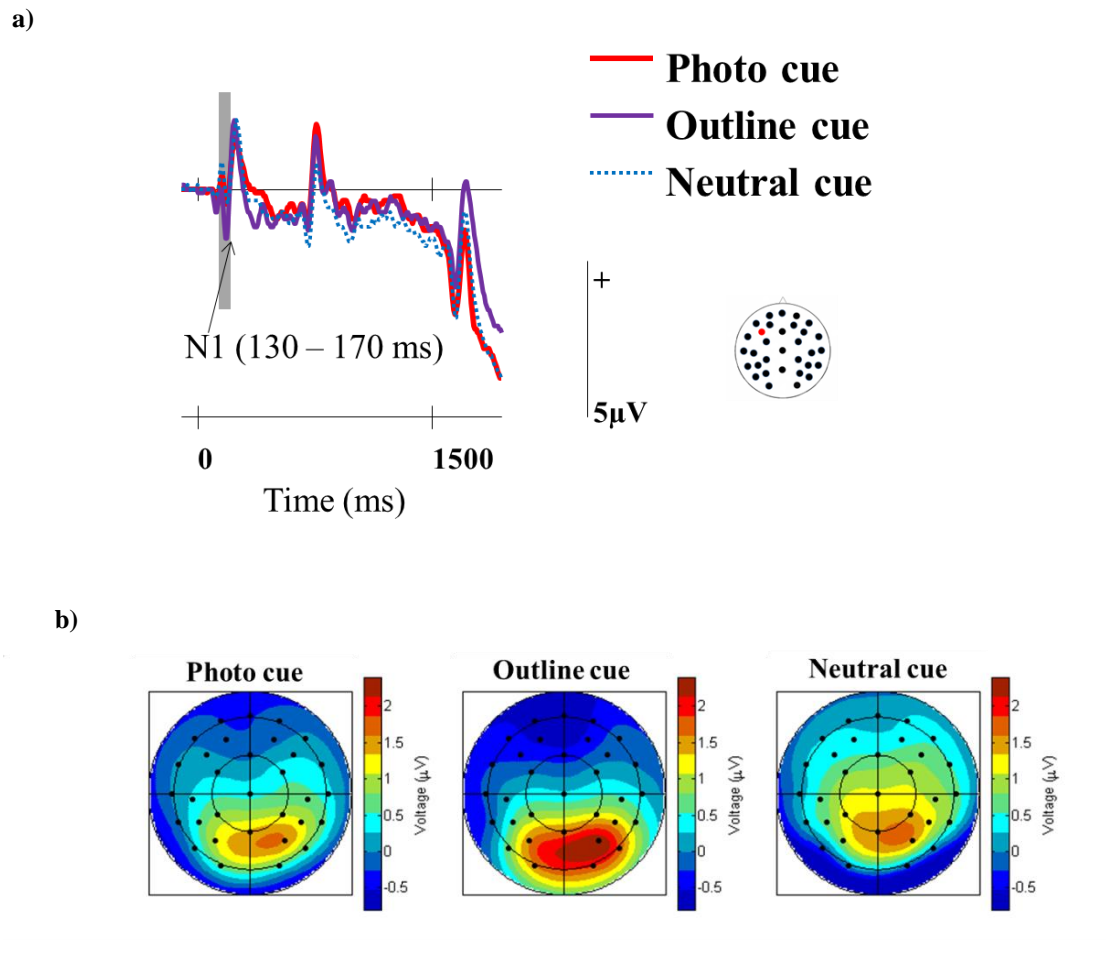 a)
Photo cue
Outline cue
Neutral cue
+
N1 (130 – 170 ms)
5μV
0
1500
Time (ms)
b)
Photo cue
Outline cue
Neutral cue
2
1.5
1
0.5
0
-0.5
Voltage (μV)
2
1.5
1
0.5
0
-0.5
Voltage (μV)
2
1.5
1
0.5
0
-0.5
Voltage (μV)